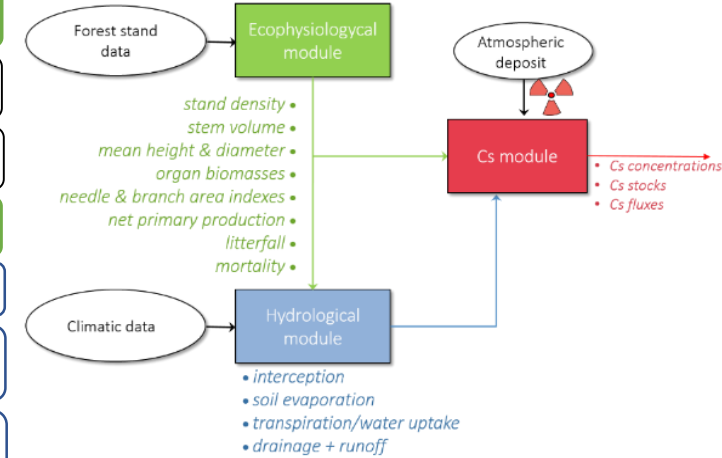 Forest stand
data
Ecophysiologycal
module
Atmospheric
deposit
stand density •
stem volume •
mean height & diameter •
organ biomasses •
needle & branch area indexes •
net primary production •
litterfall •
mortality •
Cs module
• Cs concentrations
• Cs stocks
• Cs fluxes
Climatic data
Hydrological
module
• interception
• soil evaporation
• transpiration/water uptake
• drainage + runoff